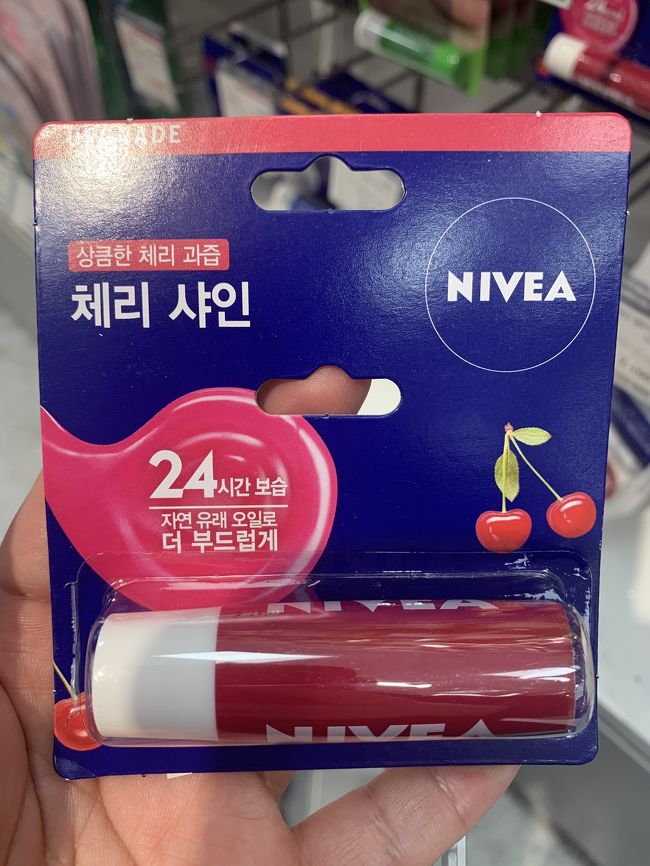 UPGRADE
상큼한 체리 과즙
체리 샤인
NIVEA
24시간 보습
자연 유래 오일로
더 부드럽게
NIVEA
NIVEA